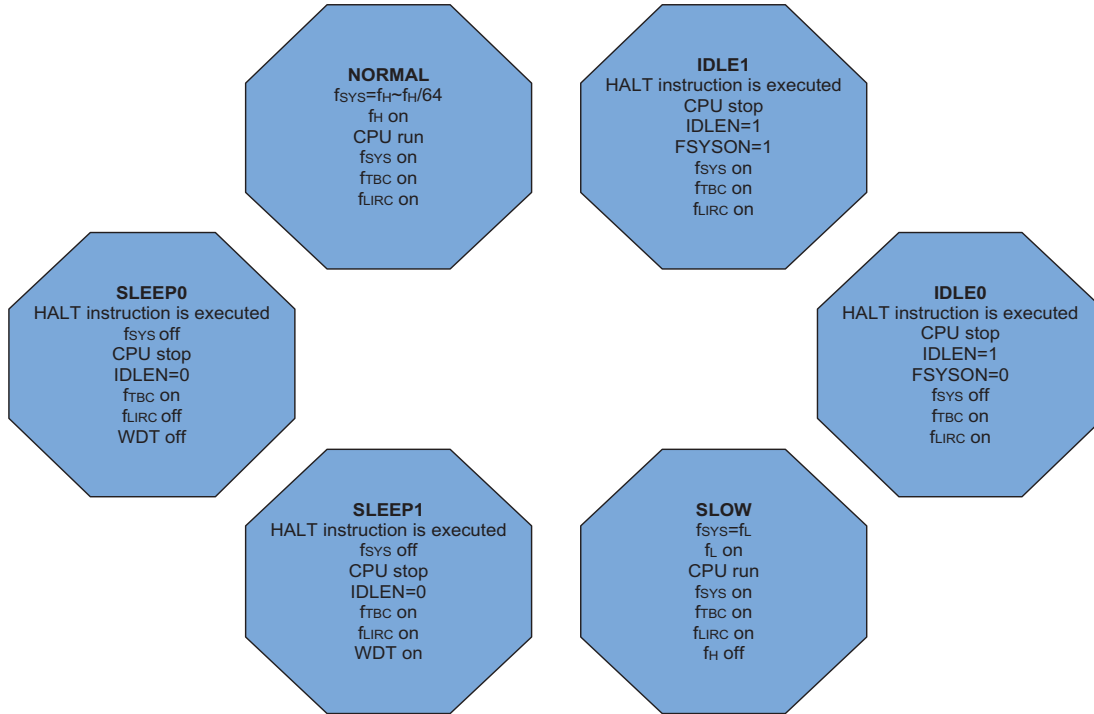 NORMAL
fSYS=fH~fH/64
fH on
CPU run
fSYS on
fTBC on
fLIRC on
IDLE1
HALT instruction is executed
CPU stop
IDLEN=1
FSYSON=1
fSYS on
fTBC on
fLIRC on
SLEEP0
HALT instruction is executed
fSYS off
CPU stop
IDLEN=0
fTBC on
fLIRC off
WDT off
IDLE0
HALT instruction is executed
CPU stop
IDLEN=1
FSYSON=0
fSYS off
fTBC on
fLIRC on
SLEEP1
HALT instruction is executed
fSYS off
CPU stop
IDLEN=0
fTBC on
fLIRC on
WDT on
SLOW
fSYS=fL
fL on
CPU run
fSYS on
fTBC on
fLIRC on
fH off